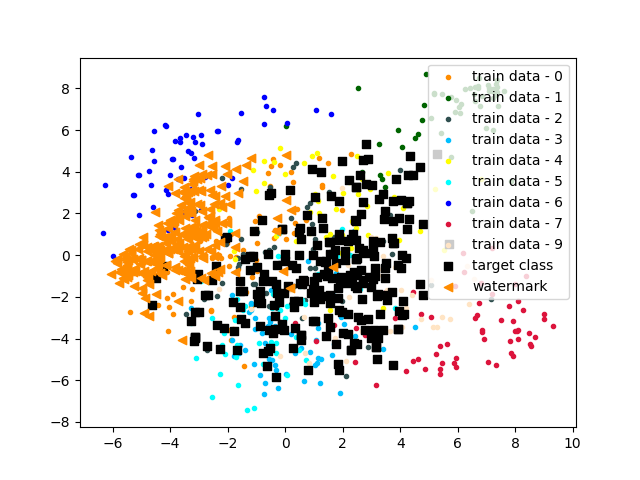 8
6
4
2
0
−2
−4
−6
−8
−6
−4
−2
0
2
4
6
8
10
train data - 0
train data - 1
train data - 2
train data - 3
train data - 4
train data - 5
train data - 6
train data - 7
train data - 9
target class
watermark